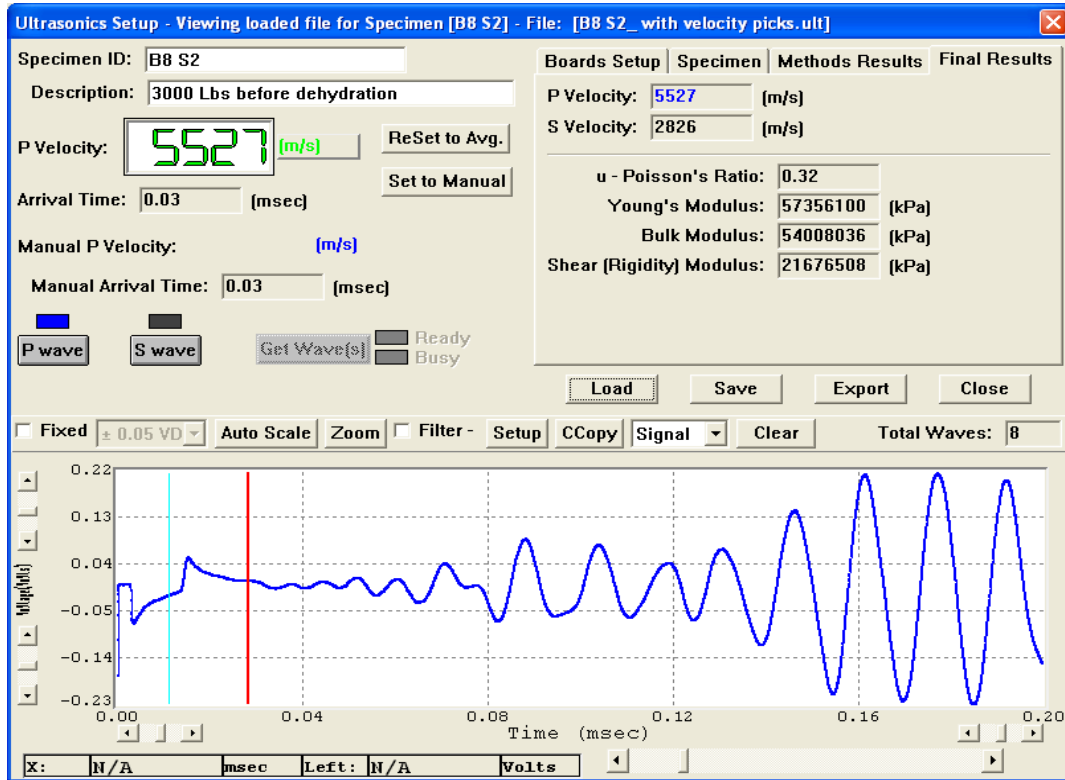 Ultrasonics Setup - Viewing loaded file for Specimen [B8 S2] - File: [B8 S2_ with velocity picks.ult]
Specimen ID: B8 S2
Description: 3000 Lbs before dehydration
P Velocity: 5527 (m/s)
ReSet to Avg.
Set to Manual
Arrival Time: 0.03 (msec)
Manual P Velocity: (m/s)
Manual Arrival Time: 0.03 (msec)
P wave S wave Get Wave(s) Ready
Busy
Boards Setup Specimen Methods Results Final Results
P Velocity: 5527 (m/s)
S Velocity: 2826 (m/s)
u - Poisson's Ratio: 0.32
Young's Modulus: 57356100 (kPa)
Bulk Modulus: 54008036 (kPa)
Shear (Rigidity) Modulus: 21676508 (kPa)
Load Save Export Close
Fixed ± 0.05 VD Auto Scale Zoom Filter - Setup CCopy Signal Clear Total Waves: 8
0.22
0.13
0.04
-0.05
-0.14
-0.23
Voltage(Volts)
0.00 0.04 0.08 0.12 0.16 0.20
Time (msec)
X: N/A msec Left: N/A Volts